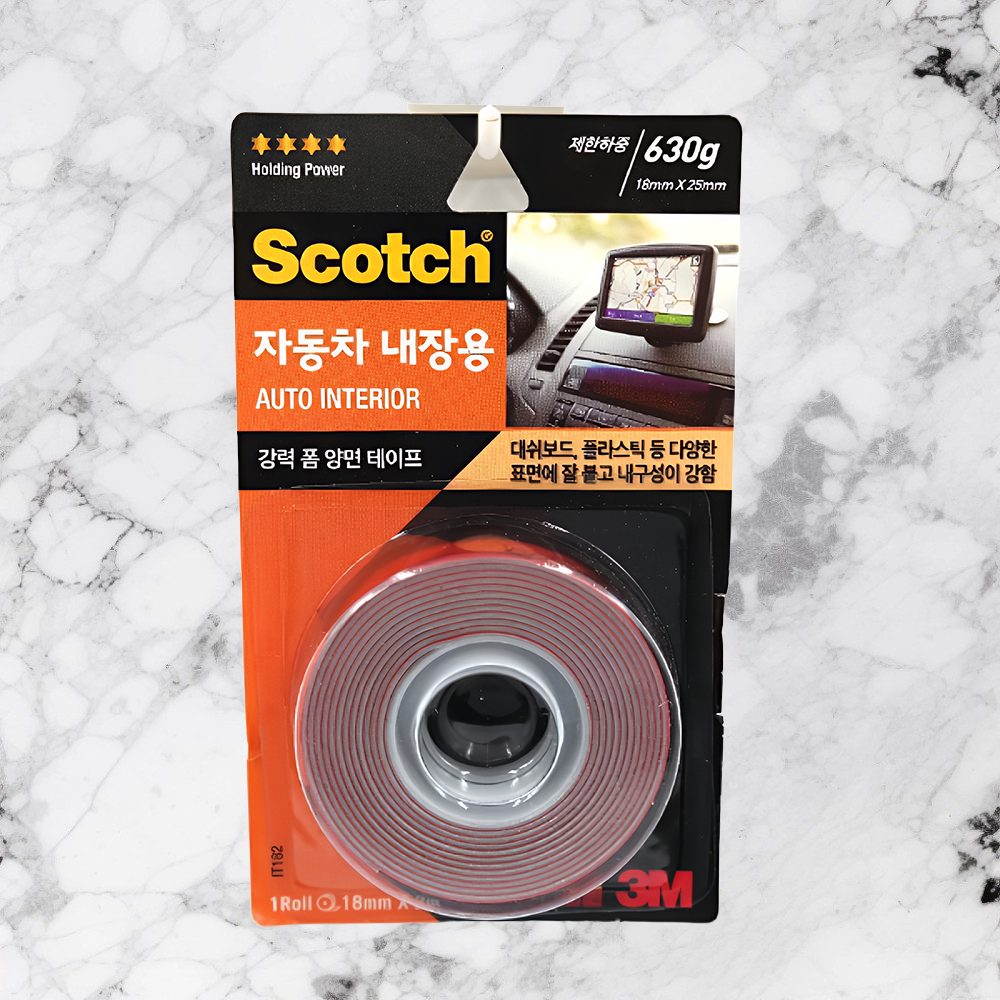 Holding Power
제한하중
630g
18mm X 25mm
Scotch
자동차 내장용
AUTO INTERIOR
강력 폼 양면 테이프
대쉬보드, 플라스틱 등 다양한
표면에 잘 붙고 내구성이 강함
IT182
1Roll 18mm X
3M